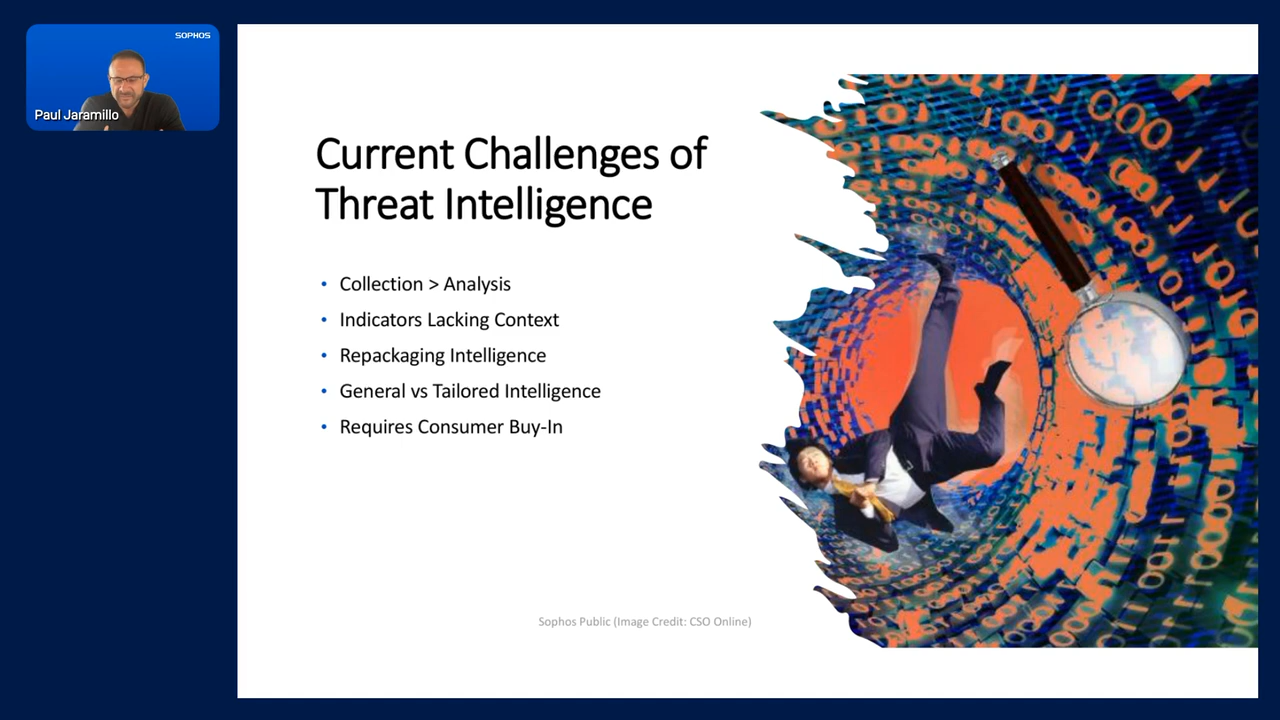 SOPHOS
Paul Jaramillo
Current Challenges of
Threat Intelligence
• Collection > Analysis
• Indicators Lacking Context
• Repackaging Intelligence
• General vs Tailored Intelligence
• Requires Consumer Buy-In
Sophos Public (Image Credit: CSO Online)